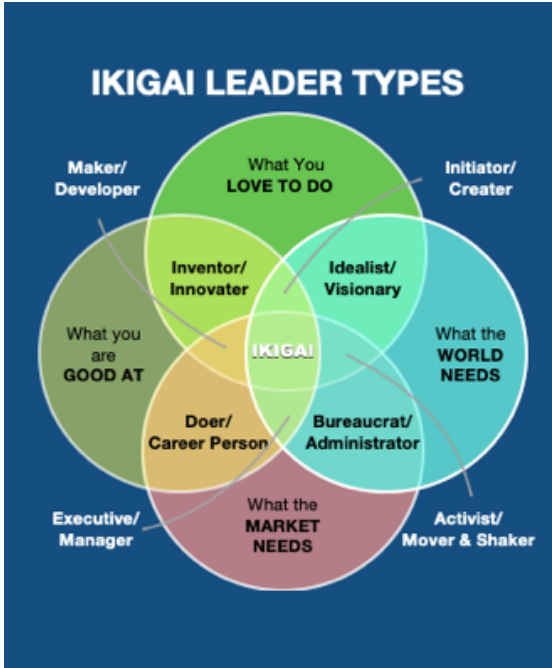 IKIGAI LEADER TYPES
Maker/
Developer
What You
LOVE TO DO
Initiator/
Creater
Inventor/
Innovater
Idealist/
Visionary
What you
are
GOOD AT
IKIGAI
What the
WORLD
NEEDS
Doer/
Career Person
Bureaucrat/
Administrator
Executive/
Manager
What the
MARKET
NEEDS
Activist/
Mover & Shaker